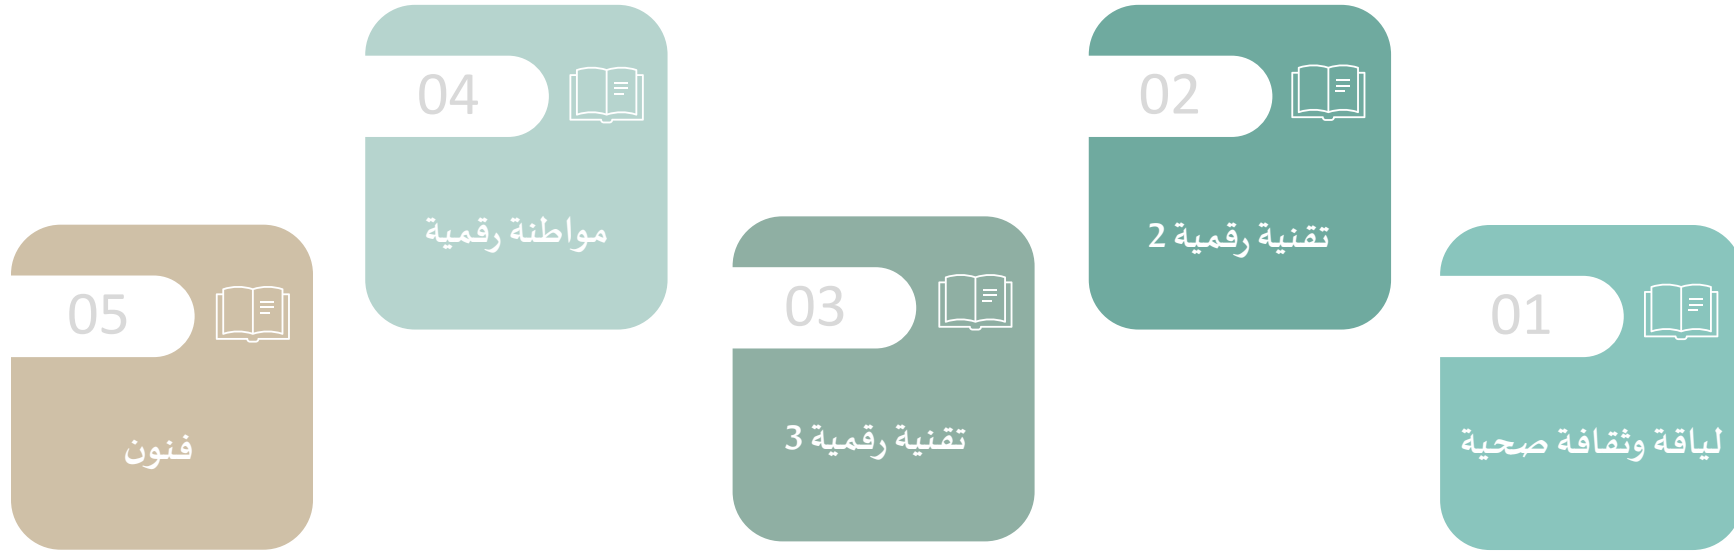 01
لياقة وثقافة صحية
02
تقنية رقمية 2
03
تقنية رقمية 3
04
مواطنة رقمية
05
فنون